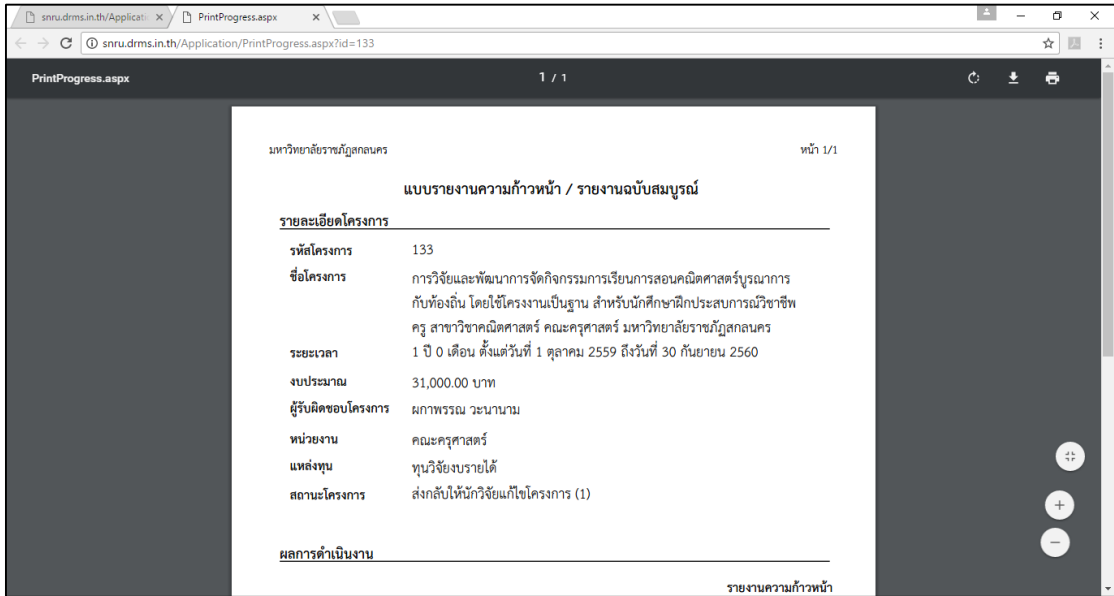 snru.drms.in.th/Applicati
PrintProgress.aspx
snru.drms.in.th/Application/PrintProgress.aspx?id=133
PrintProgress.aspx
1 / 1
มหาวิทยาลัยราชภัฏสกลนคร
หน้า 1/1
แบบรายงานความก้าวหน้า / รายงานฉบับสมบูรณ์
รายละเอียดโครงการ
รหัสโครงการ 133
ชื่อโครงการ การวิจัยและพัฒนาการจัดกิจกรรมการเรียนการสอนคณิตศาสตร์บูรณาการ
กับท้องถิ่น โดยใช้โครงงานเป็นฐาน สำหรับนักศึกษาฝึกประสบการณ์วิชาชีพ
ครู สาขาวิชาคณิตศาสตร์ คณะครุศาสตร์ มหาวิทยาลัยราชภัฏสกลนคร
ระยะเวลา 1 ปี 0 เดือน ตั้งแต่วันที่ 1 ตุลาคม 2559 ถึงวันที่ 30 กันยายน 2560
งบประมาณ 31,000.00 บาท
ผู้รับผิดชอบโครงการ ผกาพรรณ วะนานาม
หน่วยงาน คณะครุศาสตร์
แหล่งทุน ทุนวิจัยงบรายได้
สถานะโครงการ ส่งกลับให้นักวิจัยแก้ไขโครงการ (1)
ผลการดำเนินงาน
รายงานความก้าวหน้า